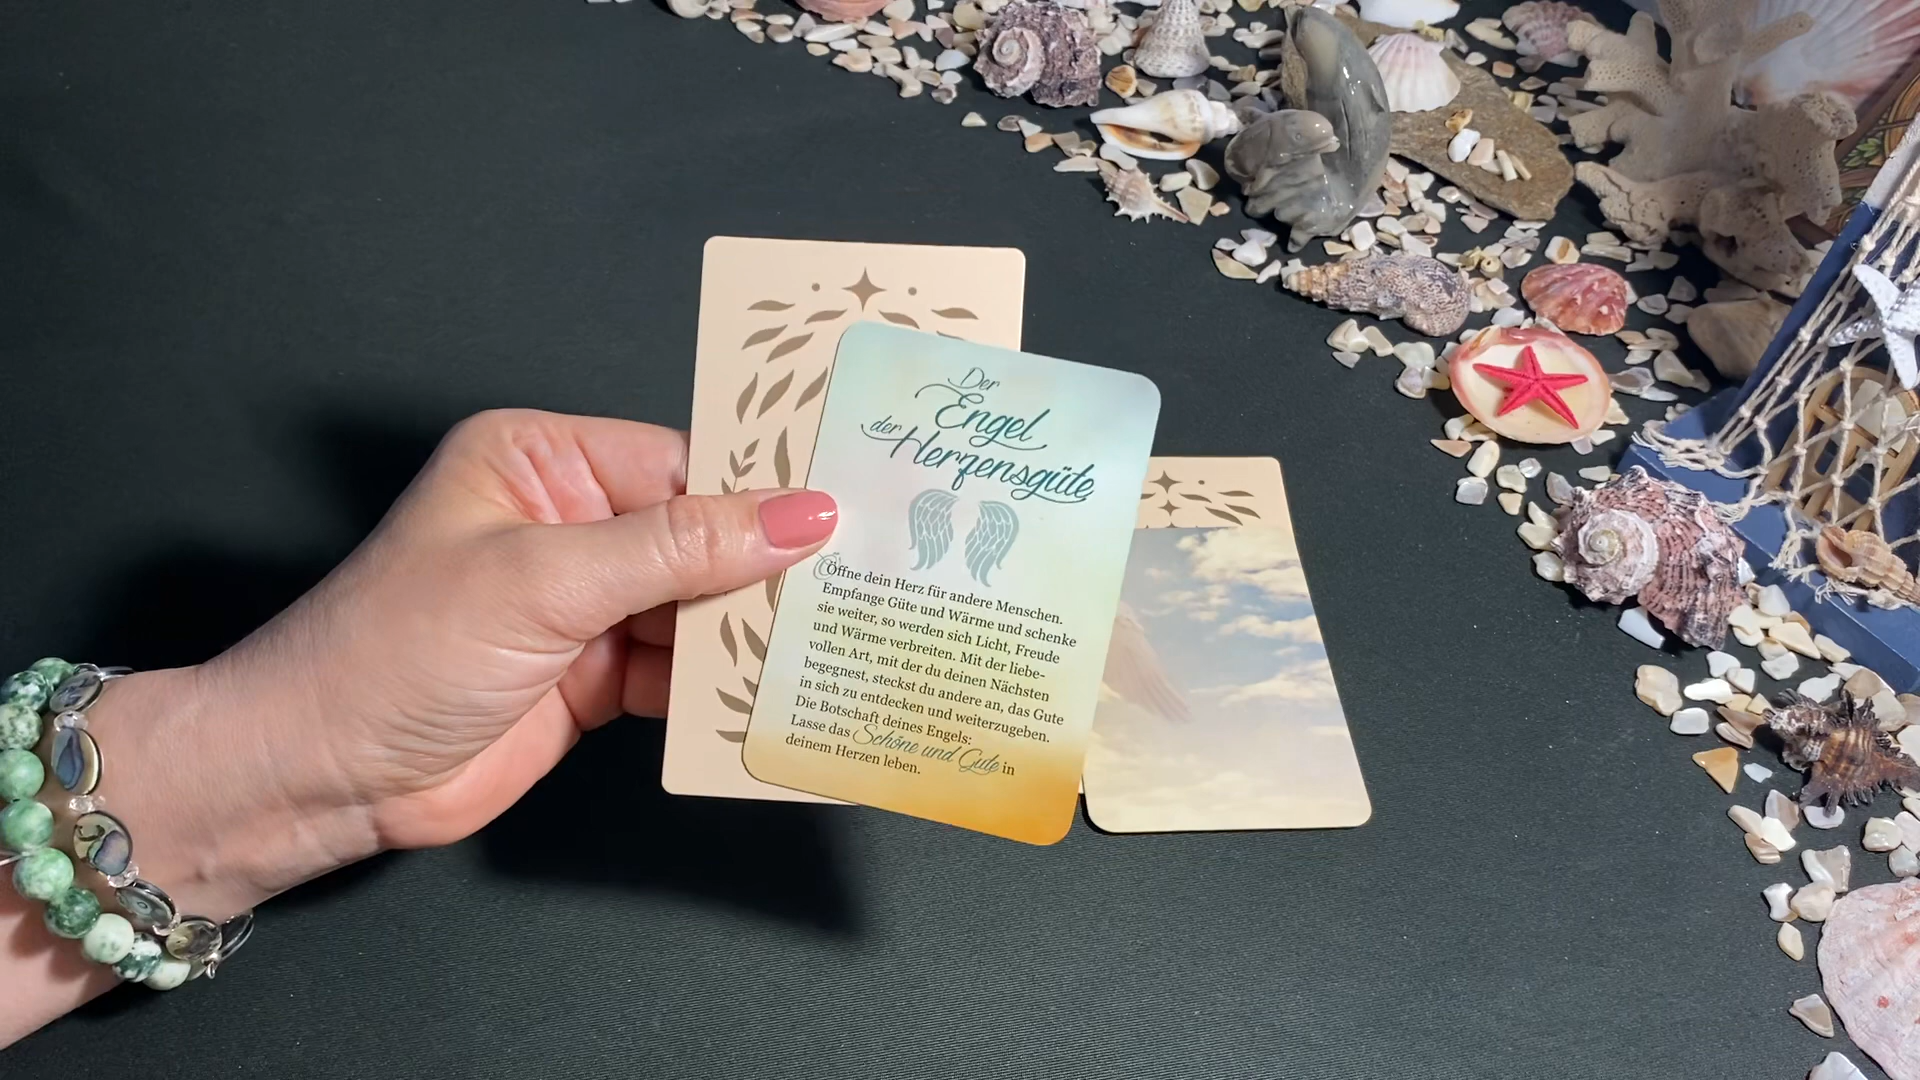 Der
Engel
der
Herzensgüte
Öffne dein Herz für andere Menschen.
Empfange Güte und Wärme und schenke
sie weiter, so werden sich Licht, Freude
und Wärme verbreiten. Mit der liebe-
vollen Art, mit der du deinen Nächsten
begegnest, steckst du andere an, das Gute
in sich zu entdecken und weiterzugeben.
Die Botschaft deines Engels:
Lasse das Schöne und Gute in
deinem Herzen leben.